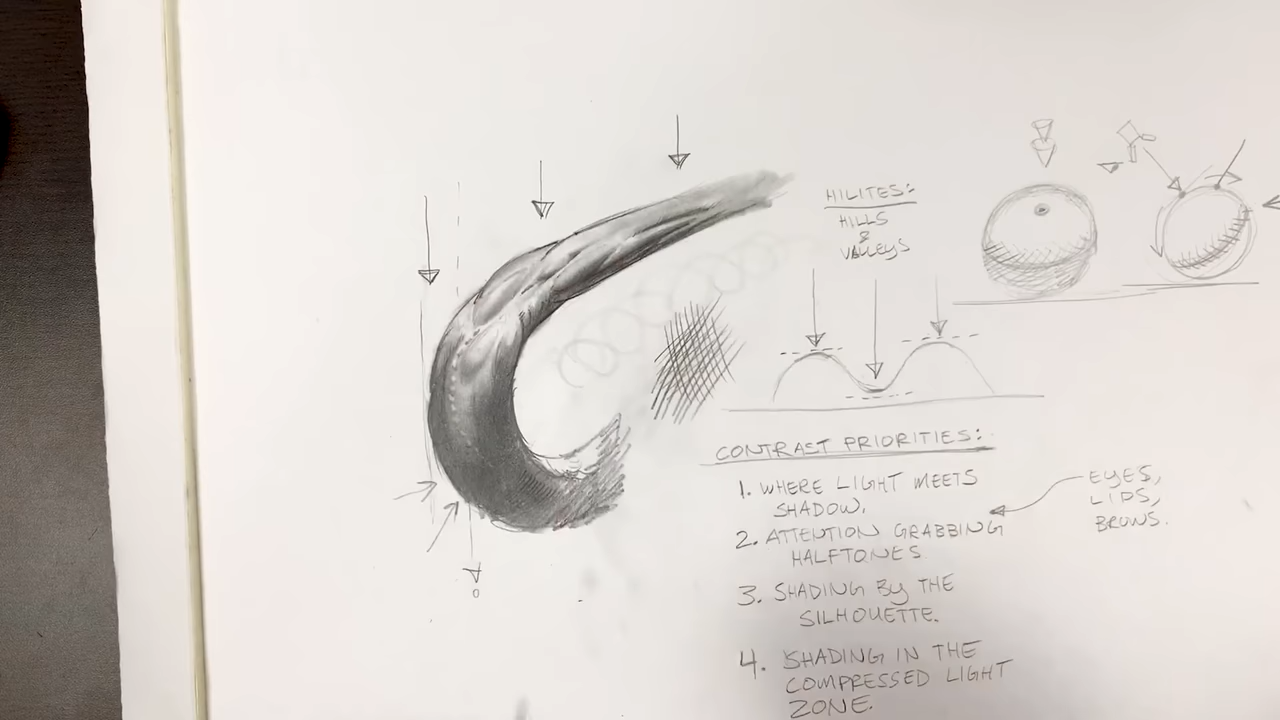 HILITES:
HILLS
&
VALLEYS
CONTRAST PRIORITIES:
1. WHERE LIGHT MEETS
SHADOW.
2. ATTENTION GRABBING
HALFTONES
3. SHADING BY THE
SILHOUETTE.
4. SHADING IN THE
COMPRESSED LIGHT
ZONE.
EYES,
LIPS,
BROWS.